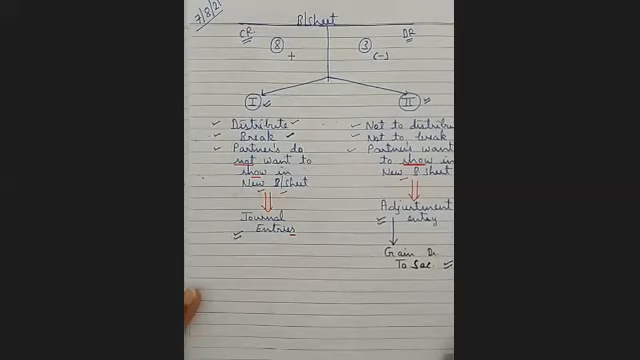 7/8/21
B/Sheet
CR. DR
8 3
+ (-)
I II
Distribute
Break
Partner's do
not want to
show in
New B/Sheet
Journal
Entries
Not to distribu
Not to break
Partner's want
to show in
New B Sheet
Adjustment
entry
Gain Dr.
To Sac